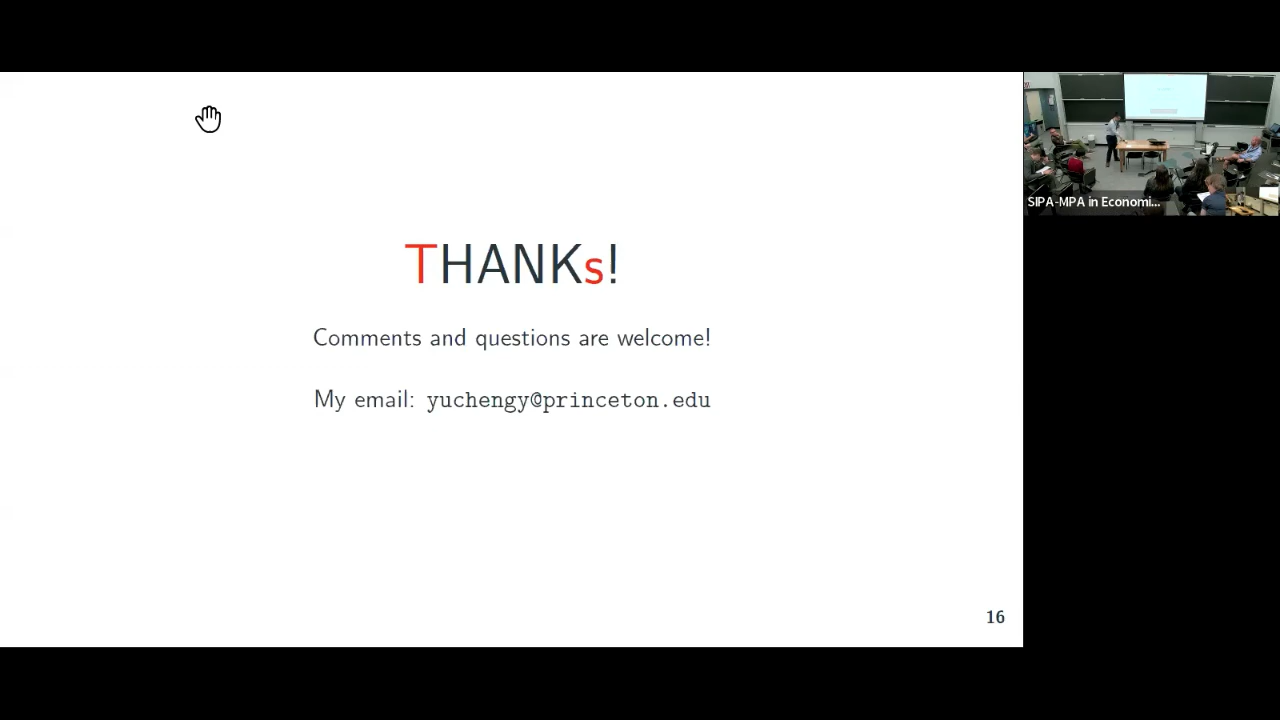 THANKs!
Comments and questions are welcome!
My email: yuchengy@princeton.edu
16
SIPA-MPA in Economi...